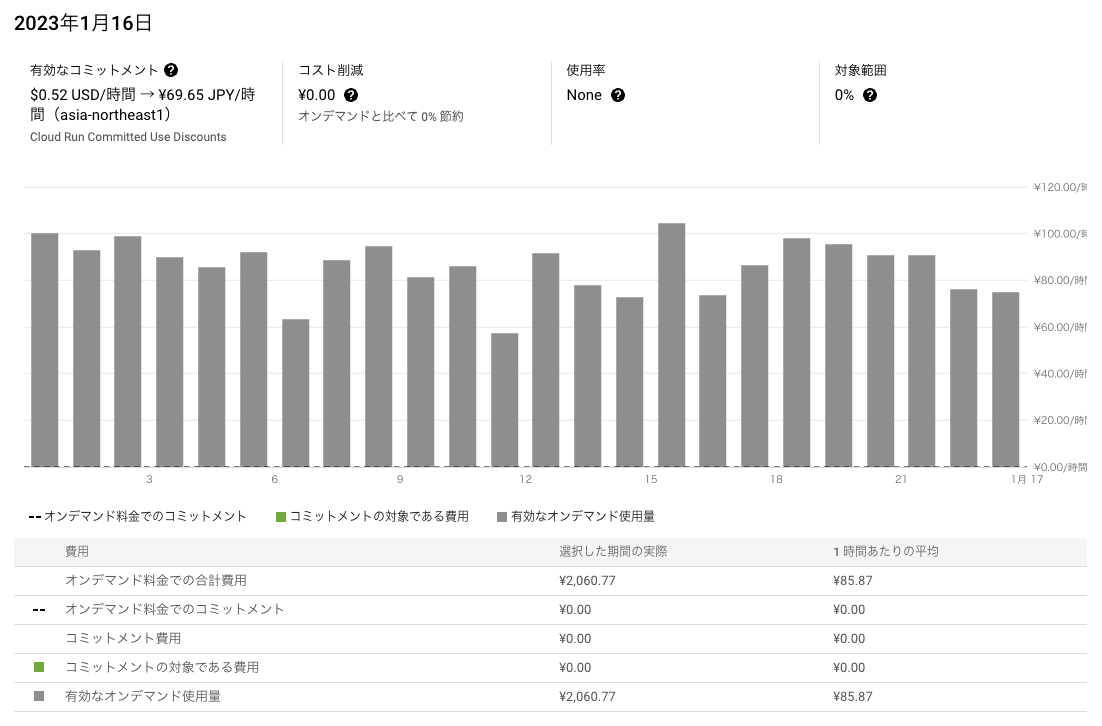 2023年1月16日
有効なコミットメント
$0.52 USD/時間 → ¥69.65 JPY/時
間（asia-northeast1）
Cloud Run Committed Use Discounts
コスト削減
¥0.00
オンデマンドと比べて 0% 節約
使用率
None
対象範囲
0%
¥120.00/時
¥100.00/時
¥80.00/時間
¥60.00/時間
¥40.00/時間
¥20.00/時間
¥0.00/時間
3 6 9 12 15 18 21 1月 17
オンデマンド料金でのコミットメント コミットメントの対象である費用 有効なオンデマンド使用量
費用 選択した期間の実際 1 時間あたりの平均
オンデマンド料金での合計費用 ¥2,060.77 ¥85.87
オンデマンド料金でのコミットメント ¥0.00 ¥0.00
コミットメント費用 ¥0.00 ¥0.00
コミットメントの対象である費用 ¥0.00 ¥0.00
有効なオンデマンド使用量 ¥2,060.77 ¥85.87